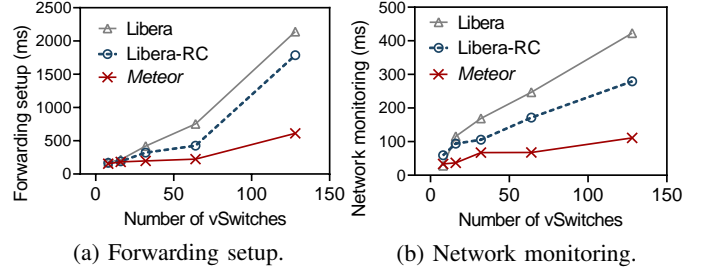 Forwarding setup (ms)
2500
2000
1500
1000
500
0
Libera
Libera-RC
Meteor
0 50 100 150
Number of vSwitches
(a) Forwarding setup.
Network monitoring (ms)
500
400
300
200
100
0
Libera
Libera-RC
Meteor
0 50 100 150
Number of vSwitches
(b) Network monitoring.